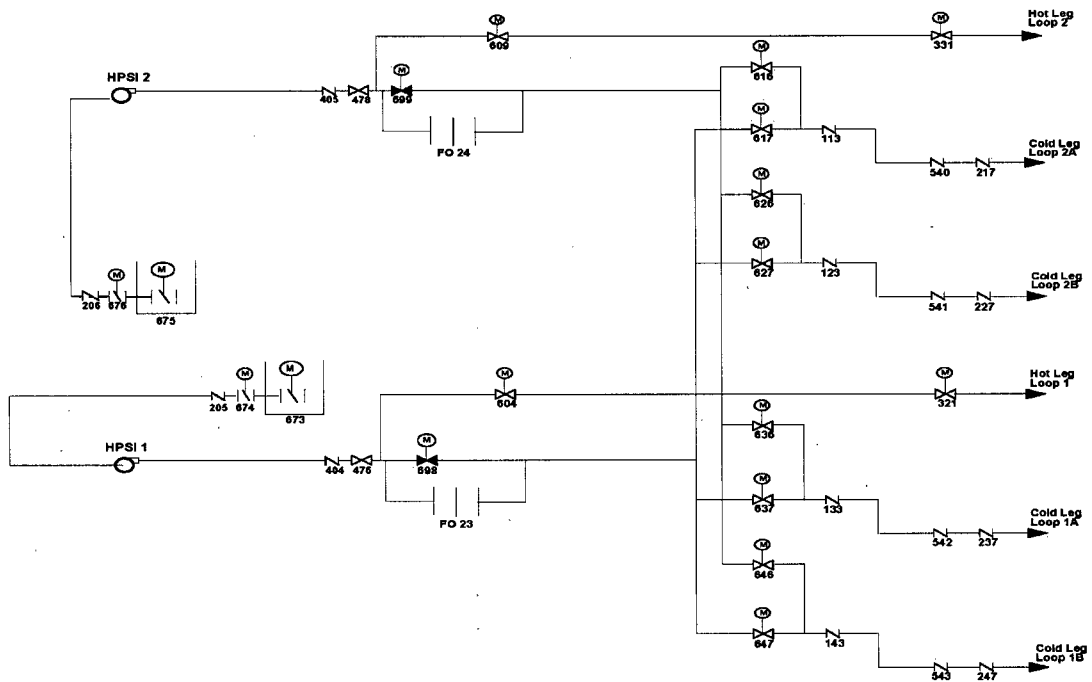 Hot Leg
Loop 2
M
M
609
331
M
HPSI 2
M
616
405
478
699
M
FO 24
617
113
Cold Leg
Loop 2A
M
540
217
626
M
627
123
Cold Leg
Loop 2B
M
M
206
676
675
541
227
M
M
205
674
673
M
M
Hot Leg
Loop 1
604
321
M
HPSI 1
M
636
404
476
698
M
FO 23
637
133
Cold Leg
Loop 1A
M
542
237
646
M
647
143
Cold Leg
Loop 1B
543
247